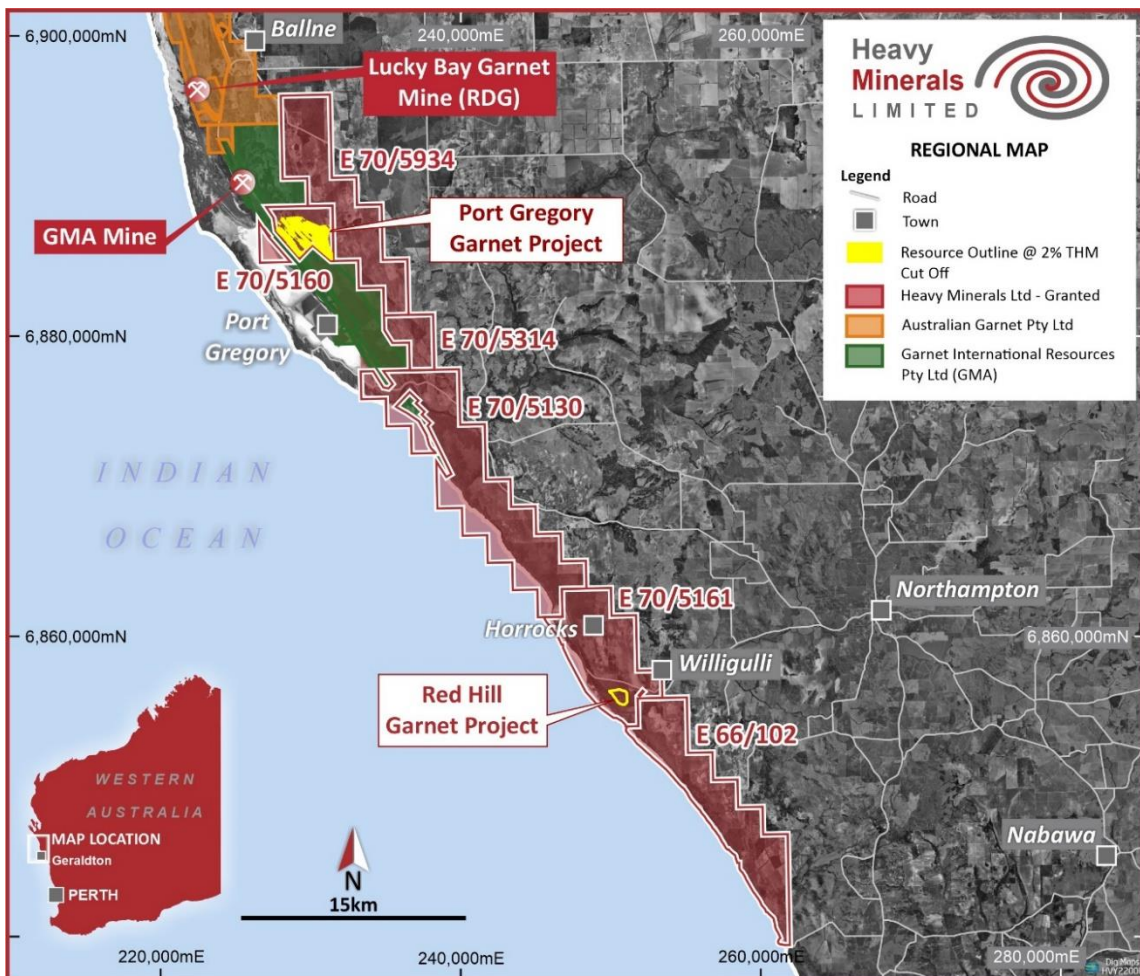 6,900,000mN
Ballne
240,000mE
260,000mE
Lucky Bay Garnet
Mine (RDG)
E 70/5934
GMA Mine
Port Gregory
Garnet Project
E 70/5160
Port
Gregory
6,880,000mN
E 70/5314
E 70/5130
INDIAN
OCEAN
E 70/5161
Horrocks
Northampton
6,860,000mN
6,860,000mN
Willigulli
Red Hill
Garnet Project
E 66/102
Nabawa
Heavy
Minerals
LIMITED
REGIONAL MAP
Legend
Road
Town
Resource Outline @ 2% THM
Cut Off
Heavy Minerals Ltd - Granted
Australian Garnet Pty Ltd
Garnet International Resources
Pty Ltd (GMA)
WESTERN
AUSTRALIA
MAP LOCATION
Geraldton
PERTH
N
15km
220,000mE
240,000mE
260,000mE
280,000mE